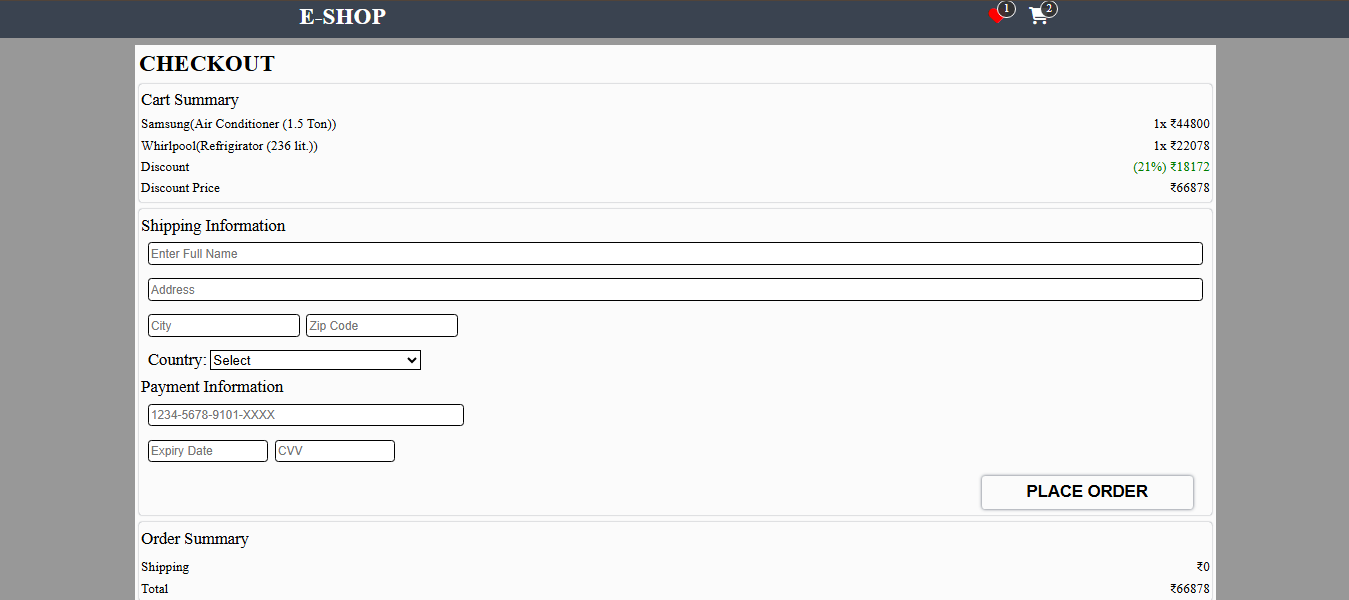 E-SHOP 1 2
CHECKOUT
Cart Summary
Samsung(Air Conditioner (1.5 Ton)) 1x ₹44800
Whirlpool(Refrigirator (236 lit.)) 1x ₹22078
Discount (21%) ₹18172
Discount Price ₹66878
Shipping Information
Enter Full Name
Address
City Zip Code
Country: Select
Payment Information
1234-5678-9101-XXXX
Expiry Date CVV
PLACE ORDER
Order Summary
Shipping ₹0
Total ₹66878